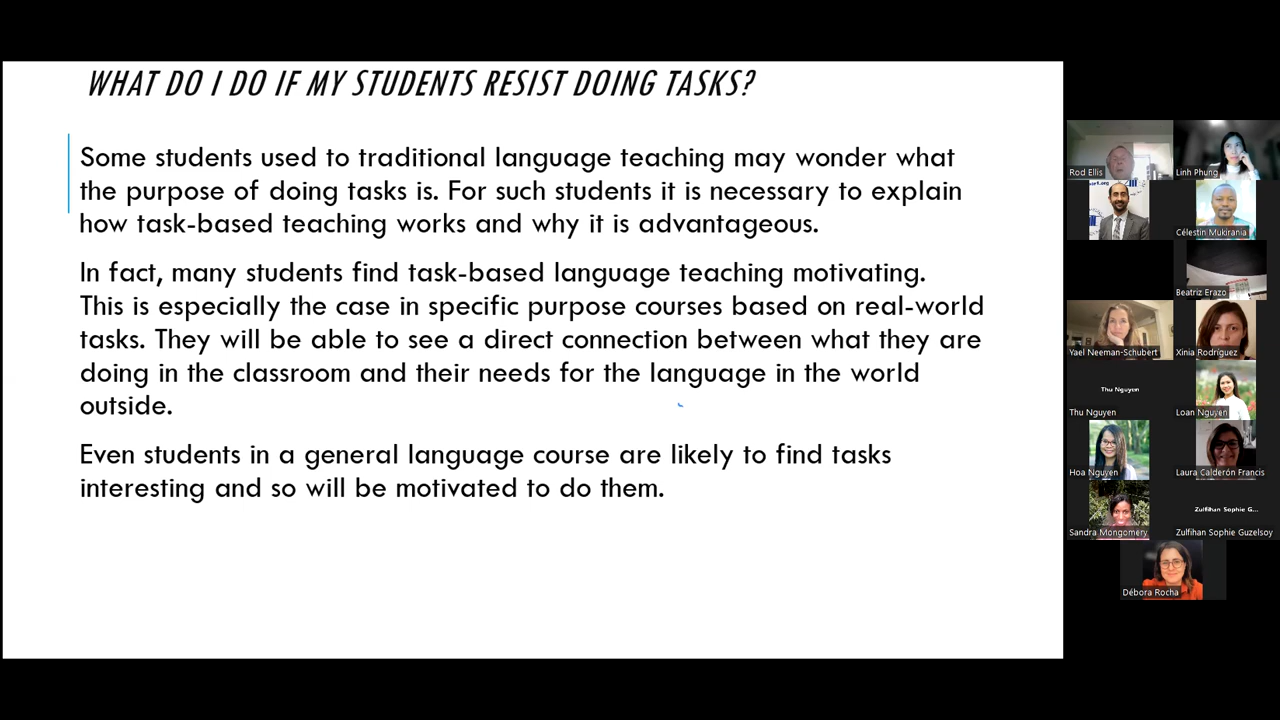 WHAT DO I DO IF MY STUDENTS RESIST DOING TASKS?
Some students used to traditional language teaching may wonder what
the purpose of doing tasks is. For such students it is necessary to explain
how task-based teaching works and why it is advantageous.
In fact, many students find task-based language teaching motivating.
This is especially the case in specific purpose courses based on real-world
tasks. They will be able to see a direct connection between what they are
doing in the classroom and their needs for the language in the world
outside.
Even students in a general language course are likely to find tasks
interesting and so will be motivated to do them.
Rod Ellis
Linh Phung
Célestin Mukirania
Beatriz Erazo
Yael Neeman-Schubert
Xinia Rodríguez
Thu Nguyen
Thu Nguyen
Loan Nguyen
Hoa Nguyen
Laura Calderón Francis
Sandra Mongomery
Zulfihan Sophie G...
Zulfihan Sophie Guzelsoy
Débora Rocha